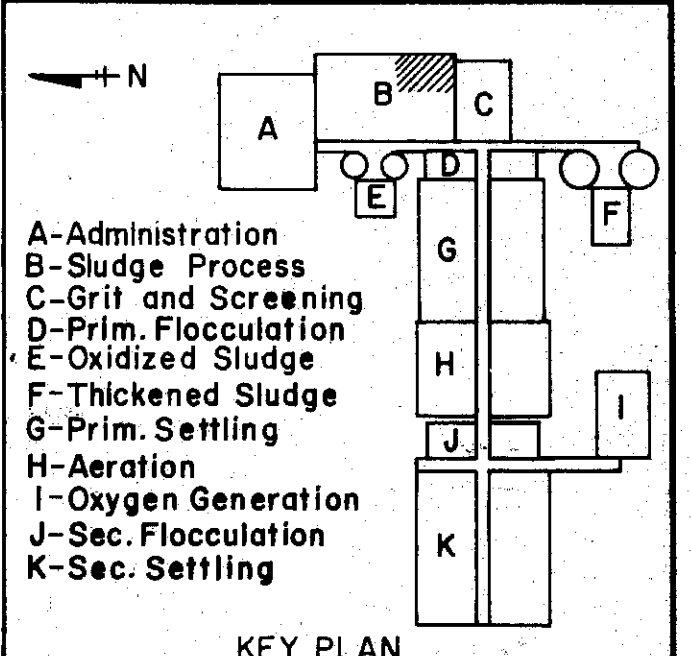 N
A
B
C
D
E
F
G
H
I
J
K
A-Administration
B-Sludge Process
C-Grit and Screening
D-Prim. Flocculation
E-Oxidized Sludge
F-Thickened Sludge
G-Prim. Settling
H-Aeration
I-Oxygen Generation
J-Sec. Flocculation
K-Sec. Settling
KEY PLAN